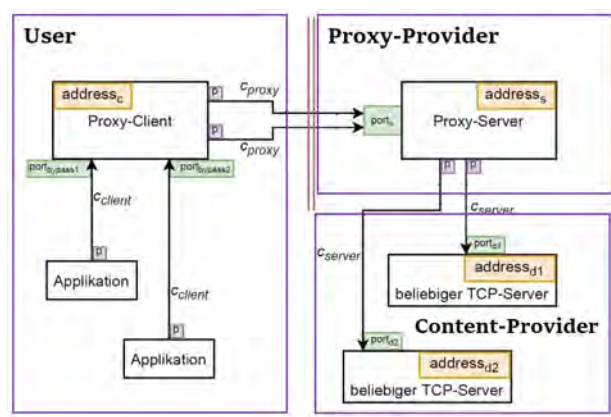 User
Proxy-Provider
address_c
Proxy-Client
p
c_proxy
p
c_proxy
port_s
address_s
Proxy-Server
p p
port_bypass1
port_bypass2
c_client
c_client
c_server
c_server
p
Applikation
p
Applikation
port_d1
address_d1
beliebiger TCP-Server
Content-Provider
port_d2
address_d2
beliebiger TCP-Server